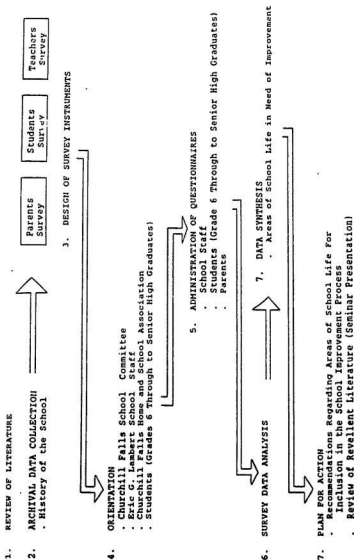 1. REVIEW OF LITERATURE
2. ARCHIVAL DATA COLLECTION
. History of the School
Parents Survey
Students Survey
Teachers Survey
3. DESIGN OF SURVEY INSTRUMENTS
4. ORIENTATION
. Churchill Falls School Committee
. Eric G. Lambert School Staff
. Churchill Falls Home and School Association
. Students (Grades 6 Through to Senior High Graduates)
5. ADMINISTRATION OF QUESTIONNAIRES
. School Staff
. Students (Grade 6 Through to Senior High Graduates)
. Parents
6. SURVEY DATA ANALYSIS
7. DATA SYNTHESIS
. Areas of School Life in Need of Improvement
7. PLAN FOR ACTION
. Recommendations Regarding Areas of School Life For
Inclusion in the School Improvement Process
. Review of Revellent Literature (Seminar Presentation)